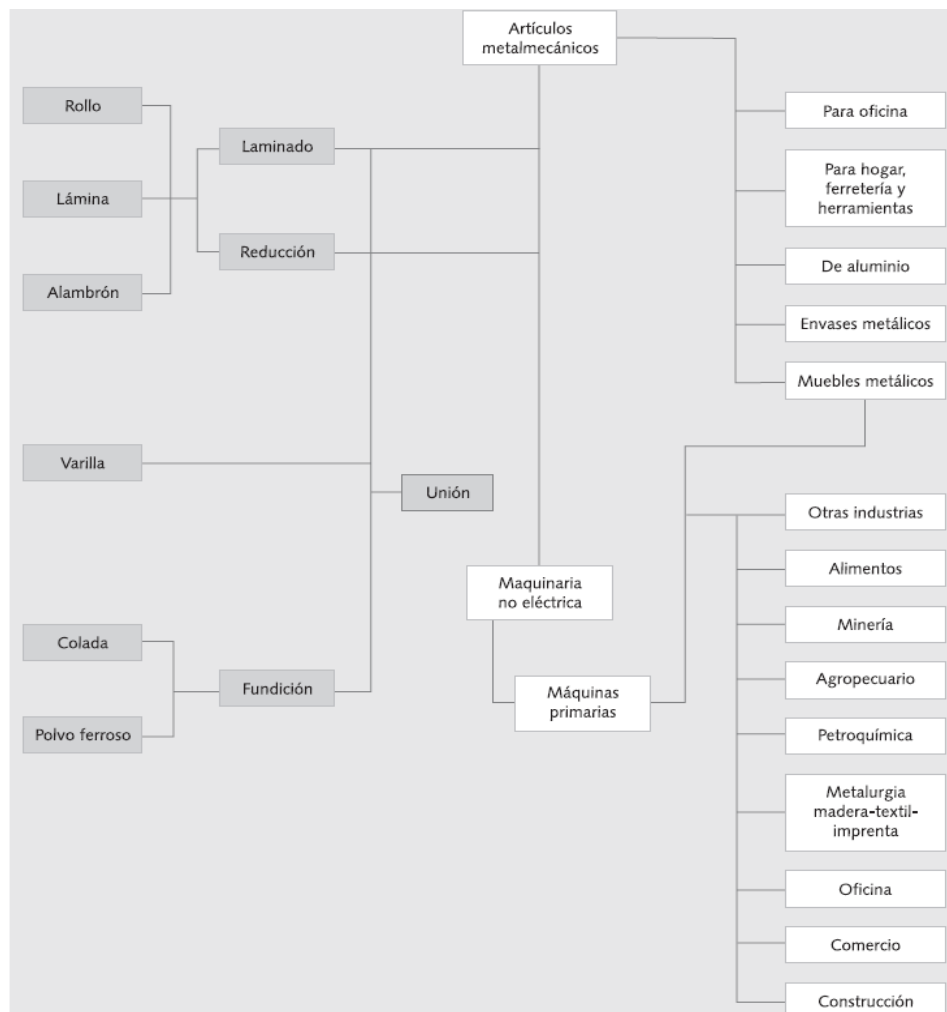 Artículos
metalmecánicos
Rollo
Lámina
Alambrón
Laminado
Reducción
Varilla
Unión
Colada
Polvo ferroso
Fundición
Maquinaria
no eléctrica
Máquinas
primarias
Para oficina
Para hogar,
ferretería y
herramientas
De aluminio
Envases metálicos
Muebles metálicos
Otras industrias
Alimentos
Minería
Agropecuario
Petroquímica
Metalurgia
madera-textil-
imprenta
Oficina
Comercio
Construcción